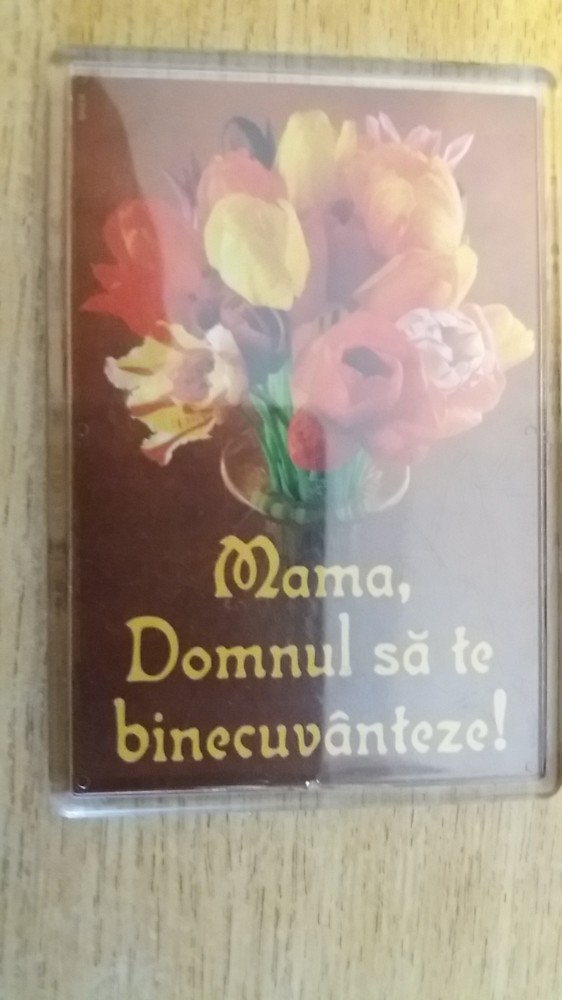 Mama,
Domnul să te
binecuvânteze!